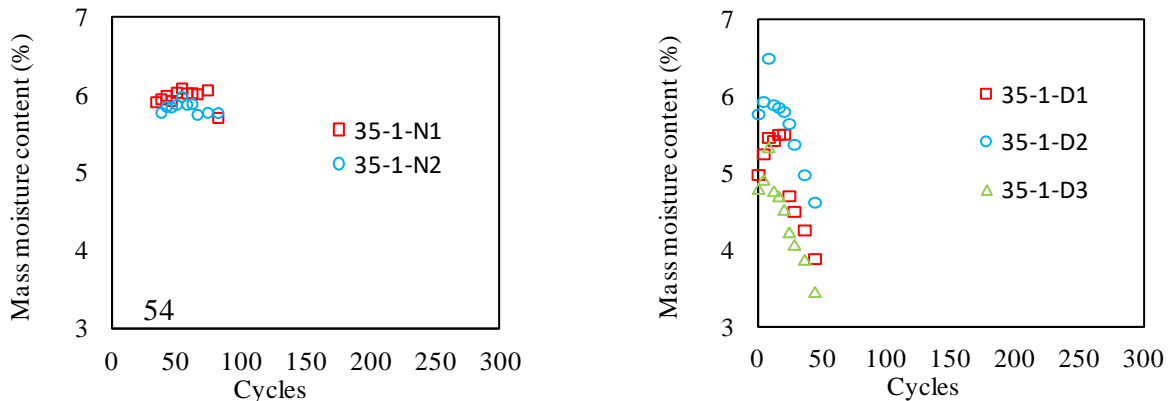 7
6
5
4
3
Mass moisture content (%)
35-1-N1
35-1-N2
54
0 50 100 150 200 250 300
Cycles
7
6
5
4
3
Mass moisture content (%)
35-1-D1
35-1-D2
35-1-D3
0 50 100 150 200 250 300
Cycles